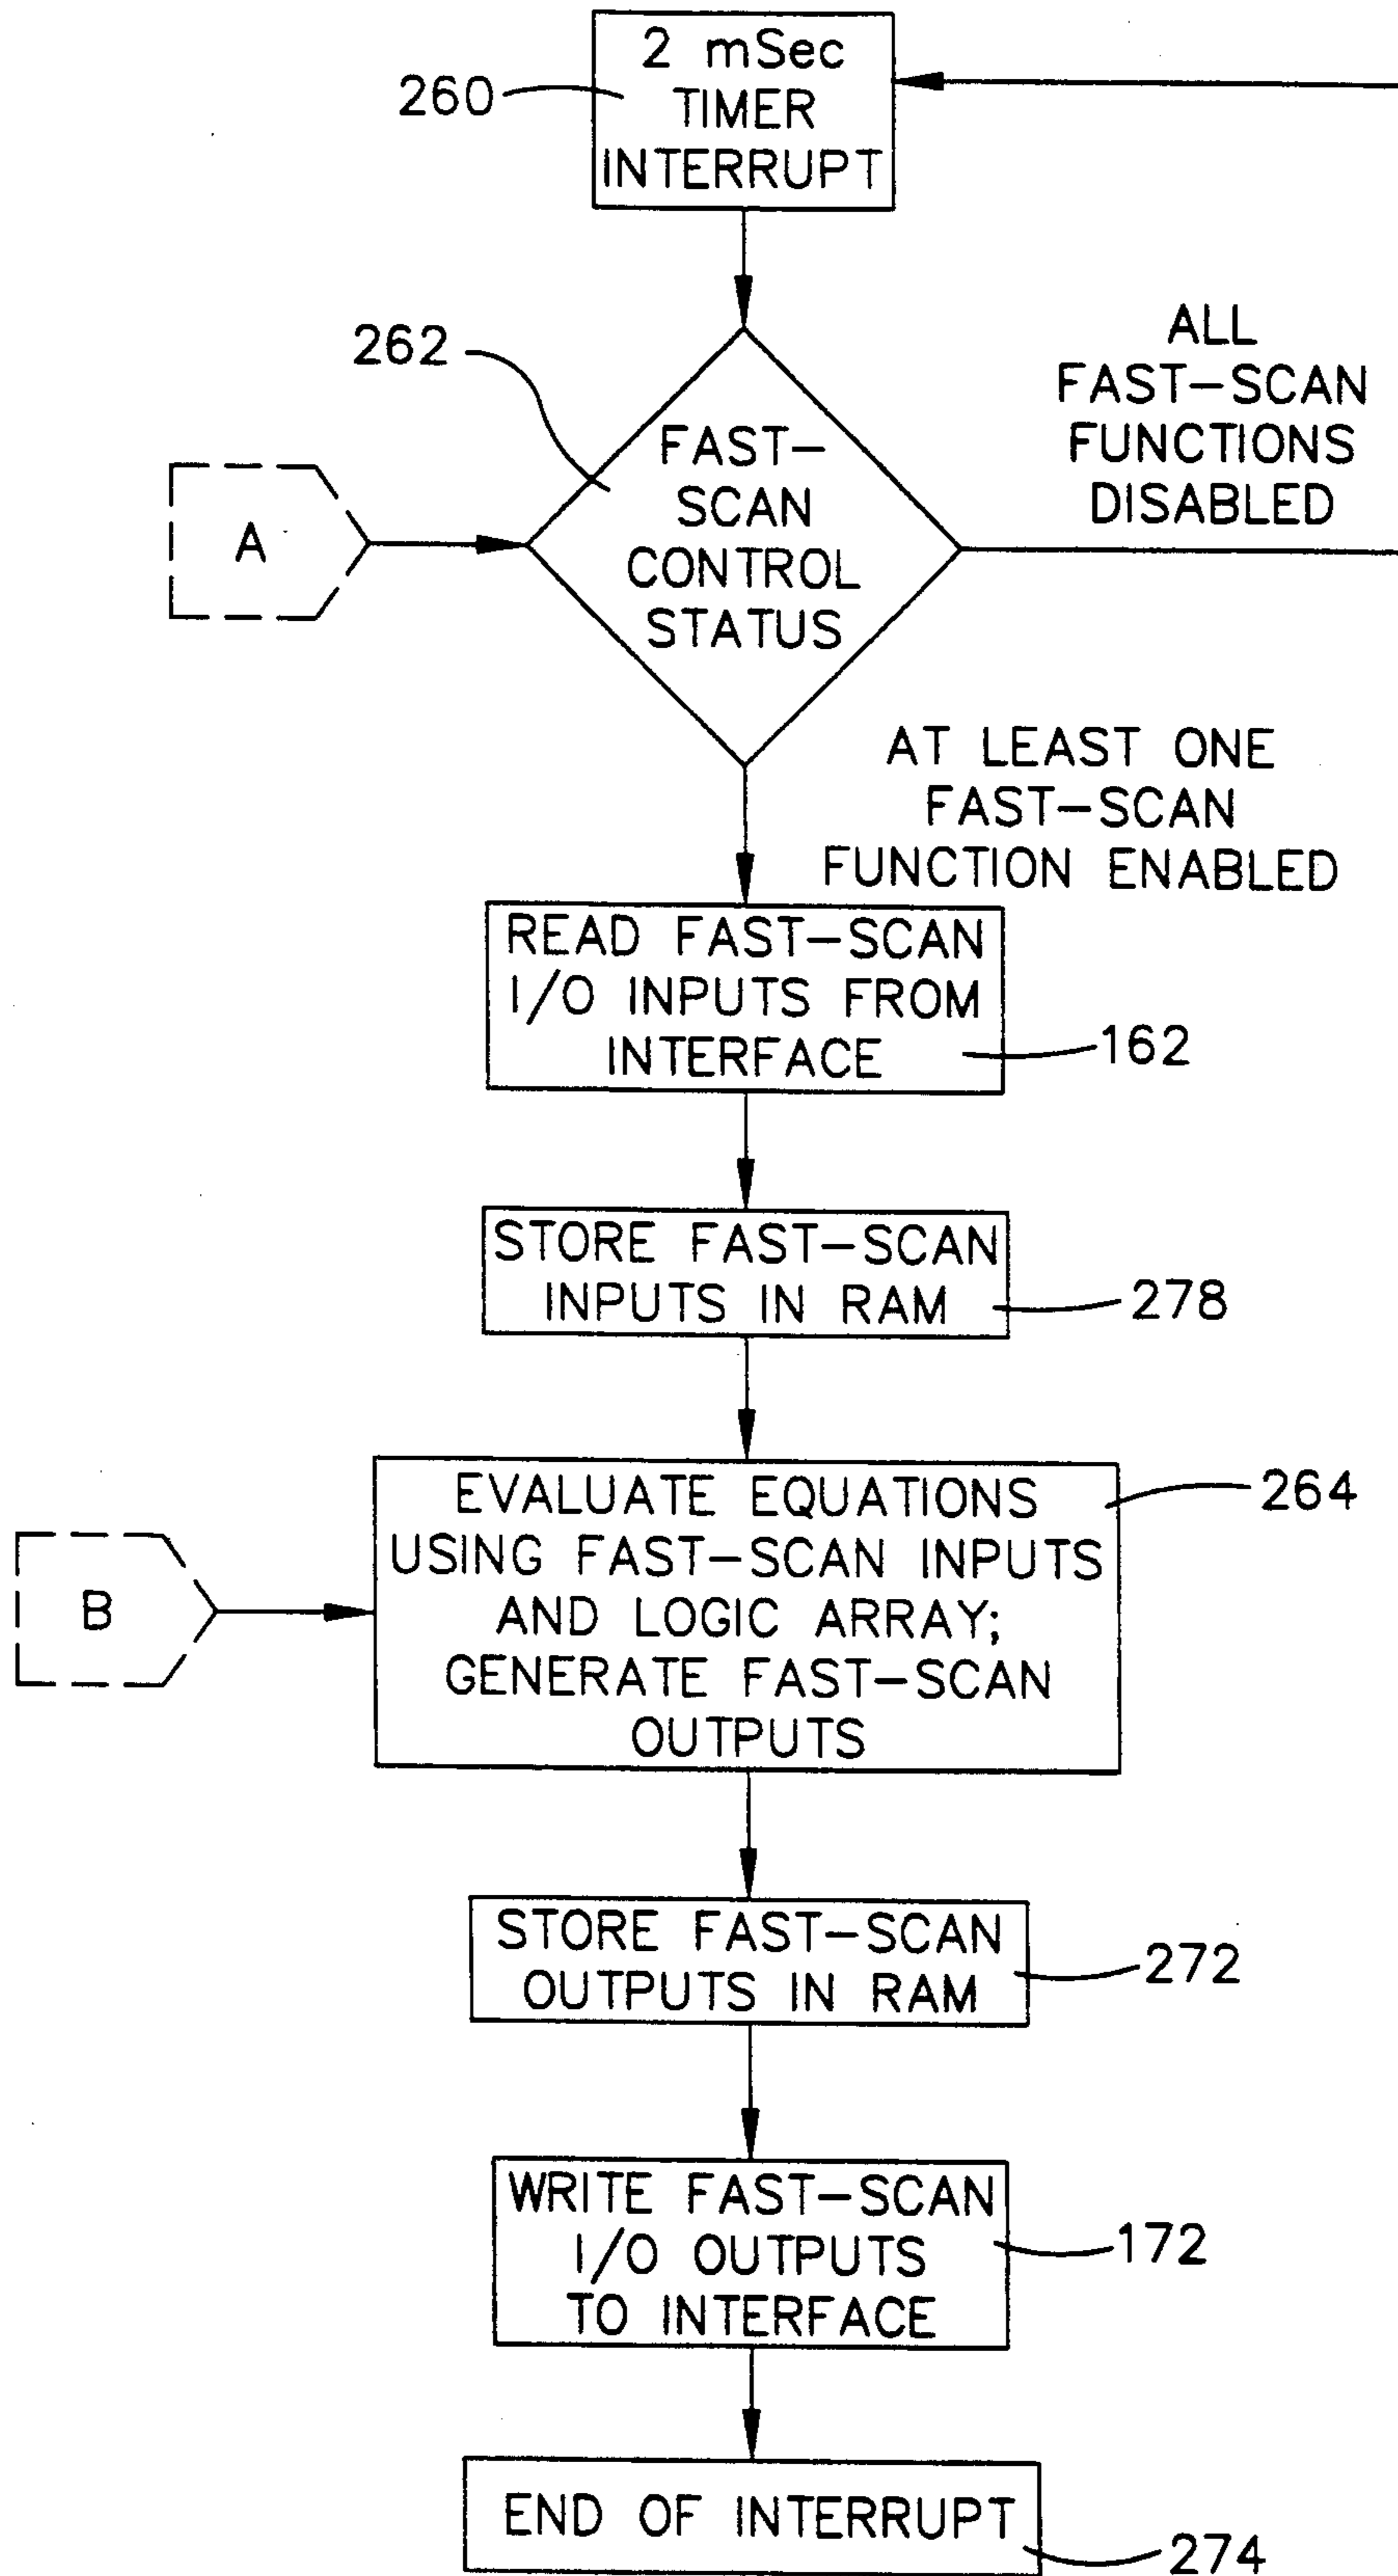 2 mSec
TIMER
INTERRUPT
260
262
FAST-
SCAN
CONTROL
STATUS
ALL
FAST-SCAN
FUNCTIONS
DISABLED
A
AT LEAST ONE
FAST-SCAN
FUNCTION ENABLED
READ FAST-SCAN
I/O INPUTS FROM
INTERFACE
162
STORE FAST-SCAN
INPUTS IN RAM
278
EVALUATE EQUATIONS
USING FAST-SCAN INPUTS
AND LOGIC ARRAY;
GENERATE FAST-SCAN
OUTPUTS
264
B
STORE FAST-SCAN
OUTPUTS IN RAM
272
WRITE FAST-SCAN
I/O OUTPUTS
TO INTERFACE
172
END OF INTERRUPT
274